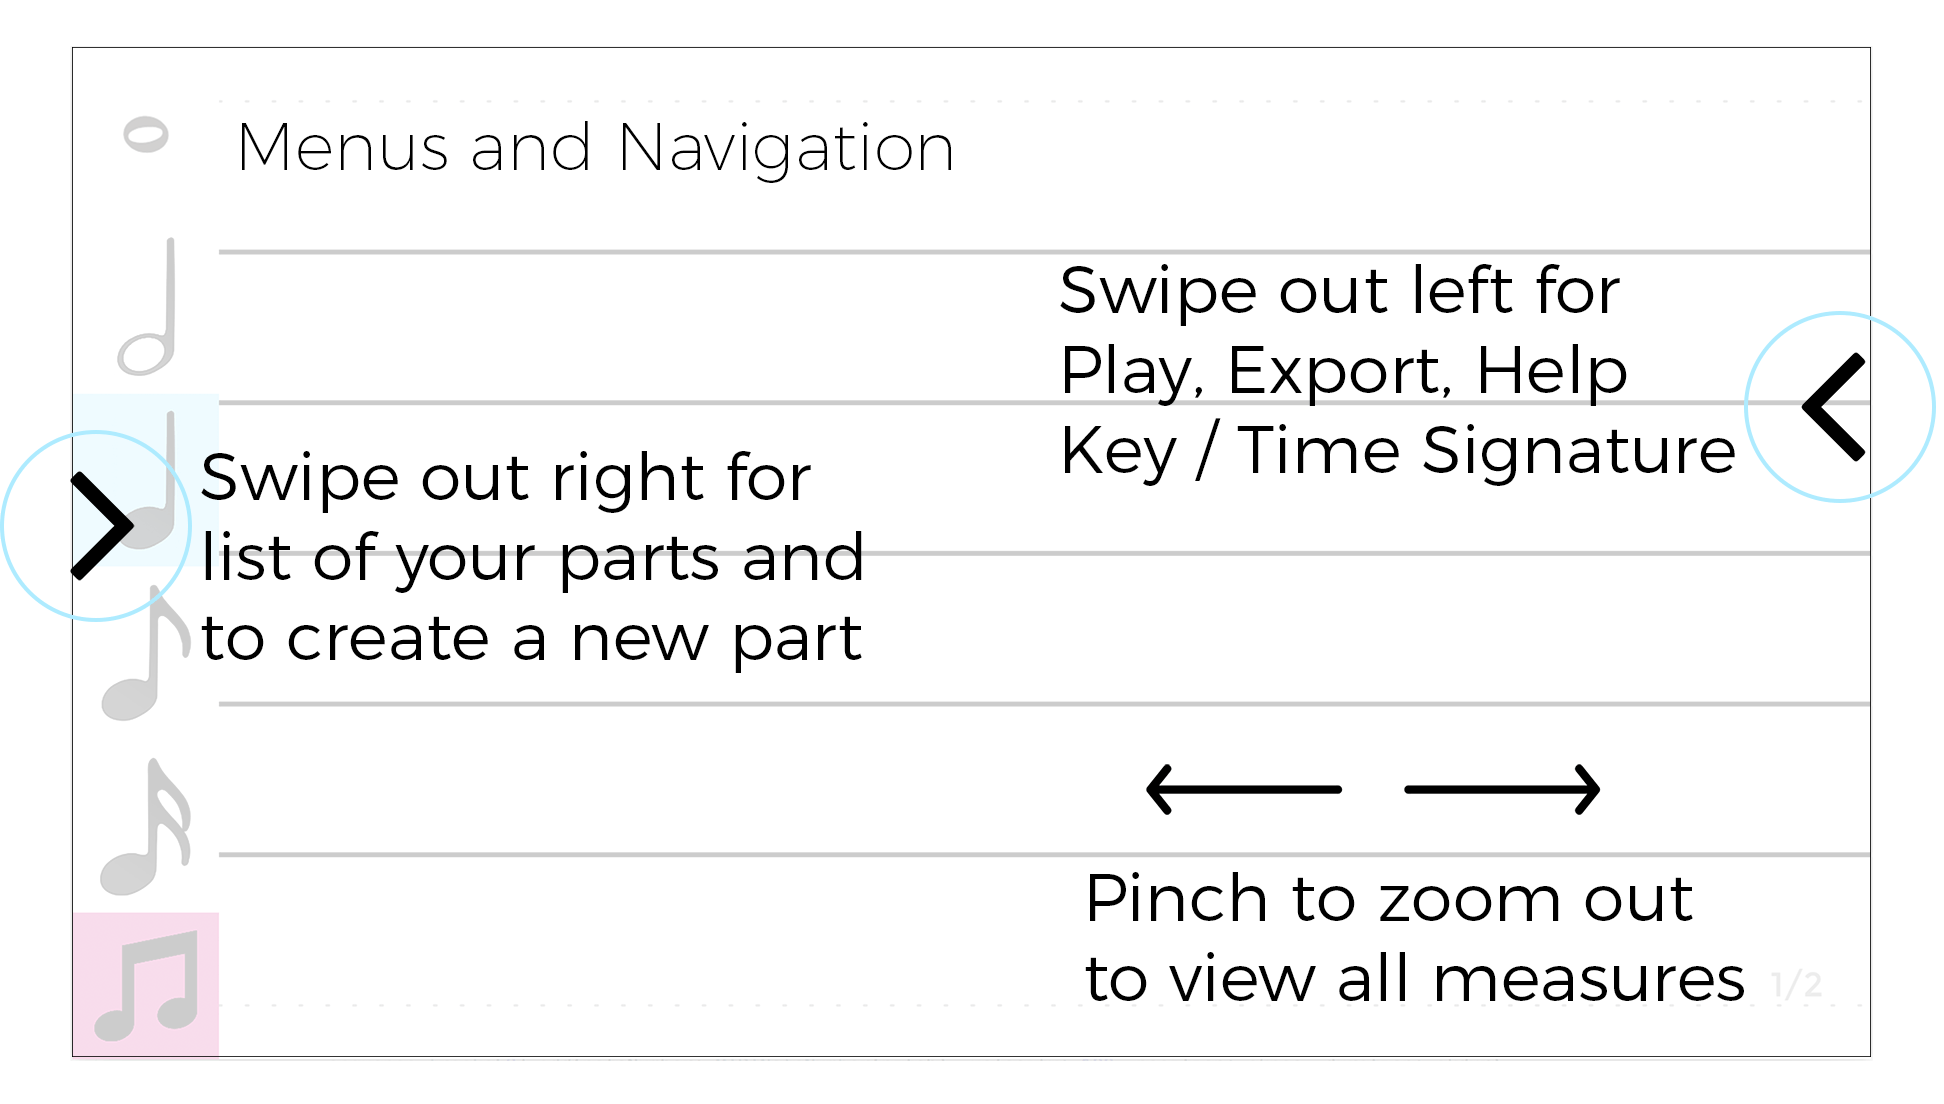 Menus and Navigation
Swipe out left for
Play, Export, Help
Key / Time Signature
Swipe out right for
list of your parts and
to create a new part
Pinch to zoom out
to view all measures
1/2